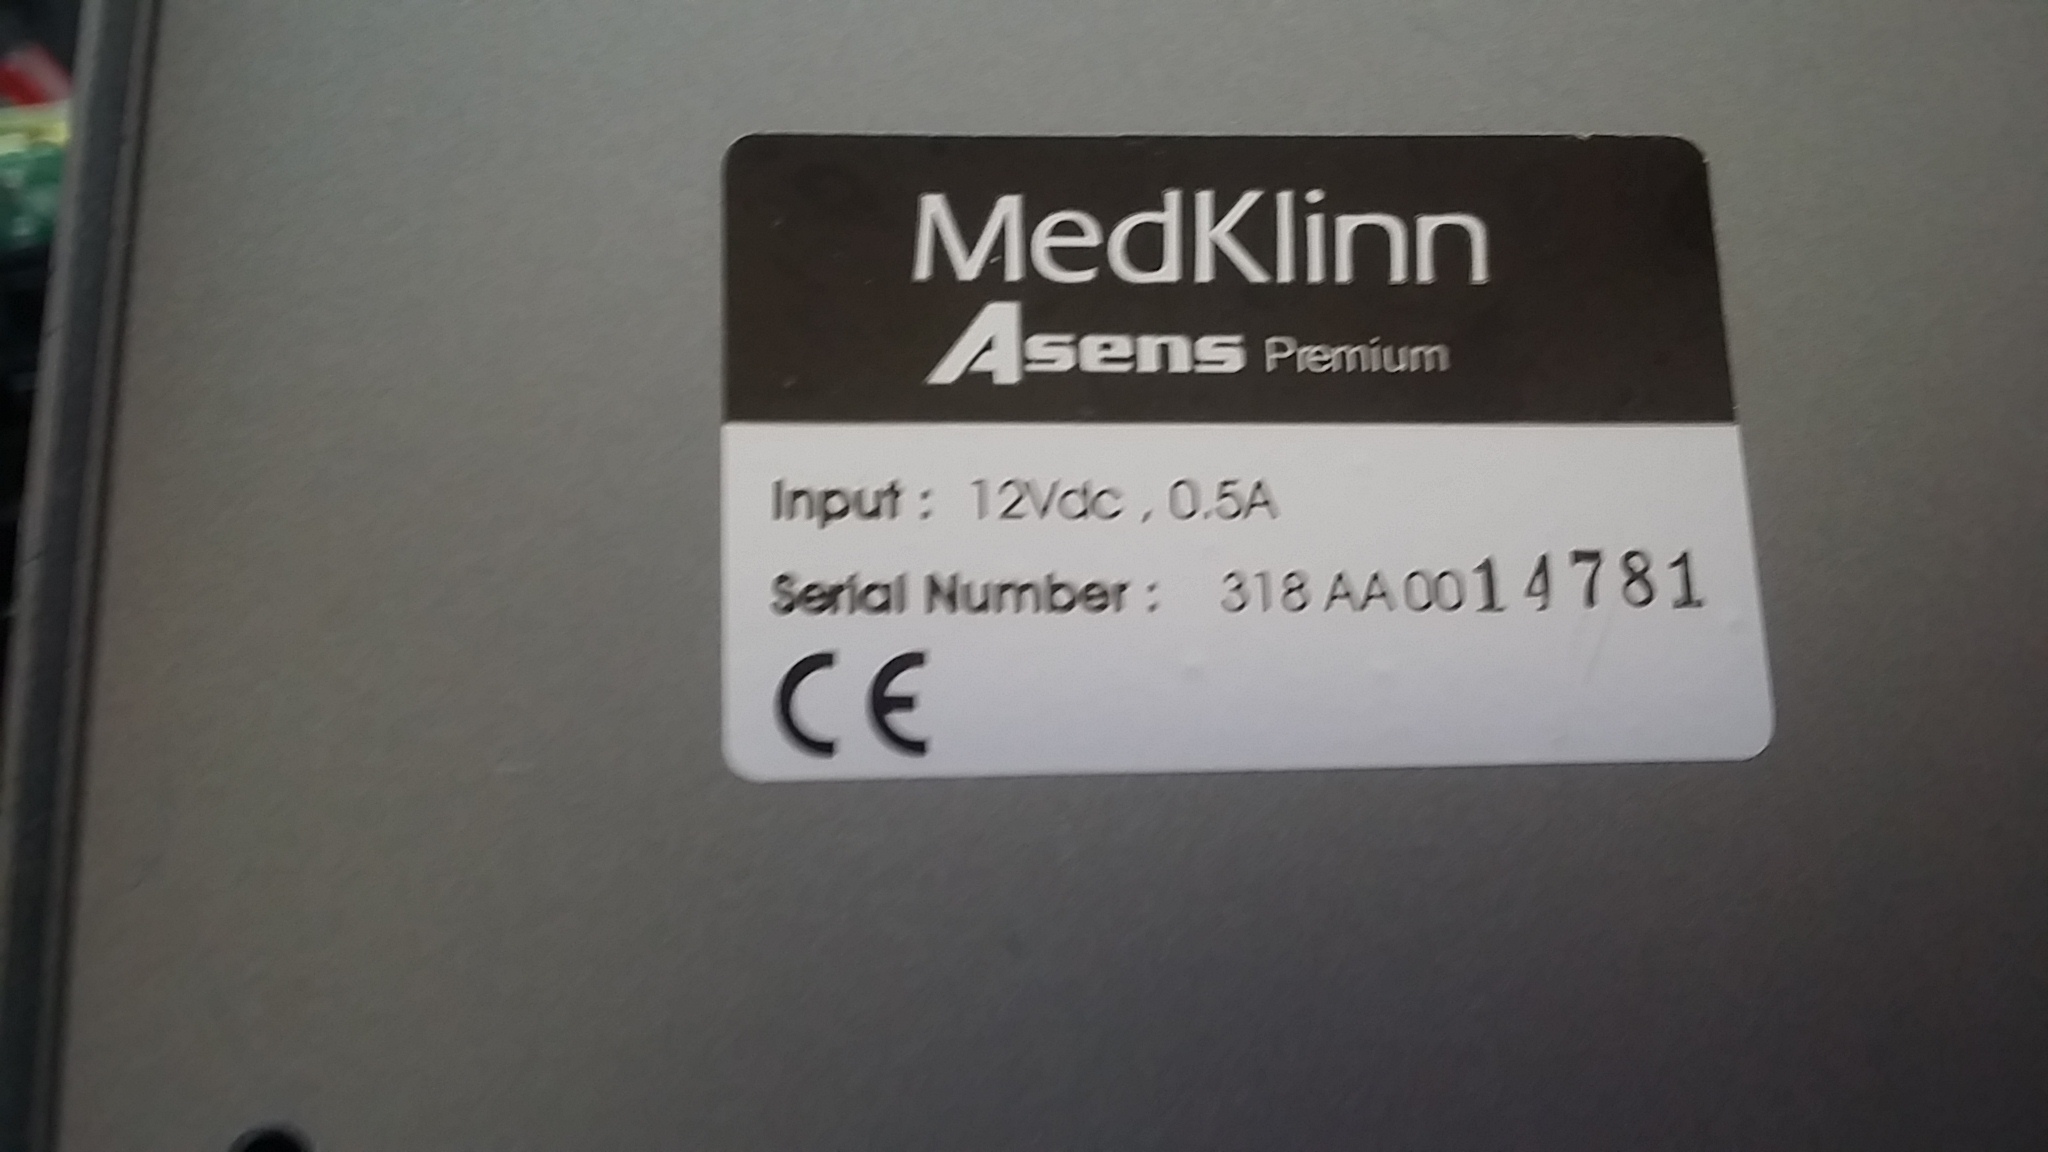 MedKlinn
Asens Premium
Input : 12Vdc , 0.5A
Serial Number : 318 AA0014781
CE